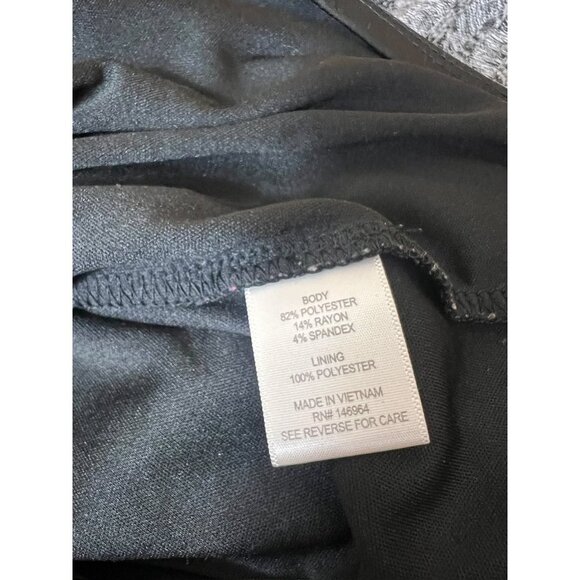 BODY
82% POLYESTER
14% RAYON
4% SPANDEX
LINING
100% POLYESTER
MADE IN VIETNAM
RN# 146964
SEE REVERSE FOR CARE